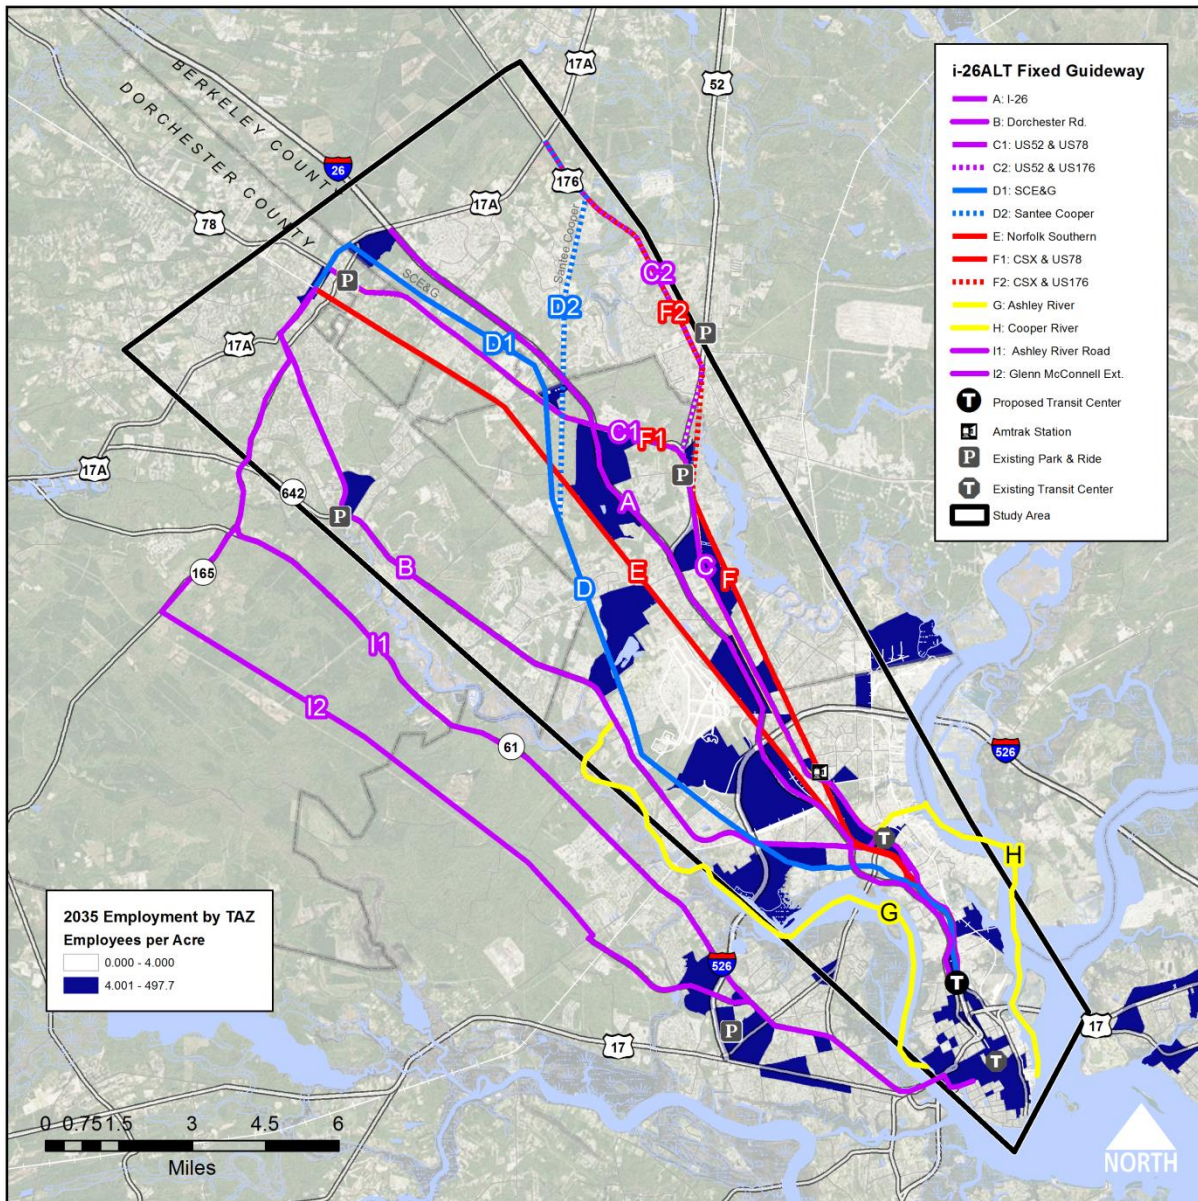 17A
52
BERKELEY COUNTY
DORCHESTER COUNTY
26
176
17A
78
Santee Cooper
SCE&G
P
C2
D2
F2
P
D1
17A
C1
F1
P
17A
642
P
A
B
165
E
C
F
D
I1
I2
61
526
T
H
G
526
T
17
P
17
T
i-26ALT Fixed Guideway
A: I-26
B: Dorchester Rd.
C1: US52 & US78
C2: US52 & US176
D1: SCE&G
D2: Santee Cooper
E: Norfolk Southern
F1: CSX & US78
F2: CSX & US176
G: Ashley River
H: Cooper River
I1: Ashley River Road
I2: Glenn McConnell Ext.
T Proposed Transit Center
Amtrak Station
P Existing Park & Ride
T Existing Transit Center
Study Area
2035 Employment by TAZ
Employees per Acre
0.000 - 4.000
4.001 - 497.7
0 0.75 1.5 3 4.5 6
Miles
NORTH